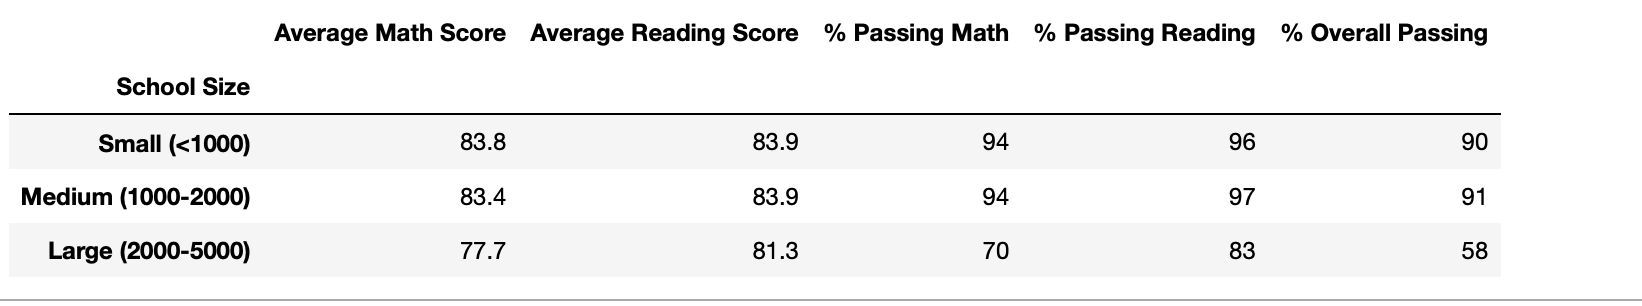 Average Math Score Average Reading Score % Passing Math % Passing Reading % Overall Passing
School Size
Small (<1000) 83.8 83.9 94 96 90
Medium (1000-2000) 83.4 83.9 94 97 91
Large (2000-5000) 77.7 81.3 70 83 58